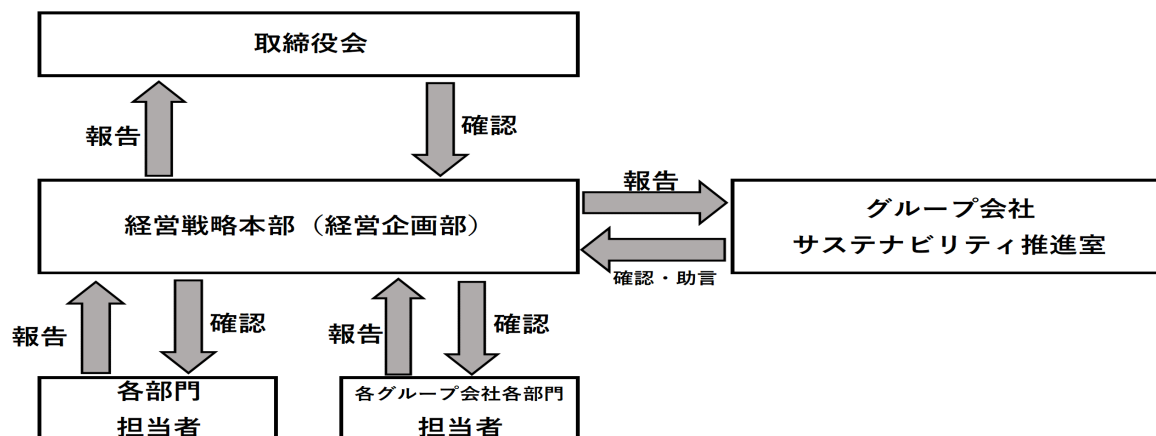 取締役会
報告
確認
経営戦略本部（経営企画部）
報告
確認・助言
グループ会社
サステナビリティ推進室
報告
確認
報告
確認
各部門
担当者
各グループ会社各部門
担当者